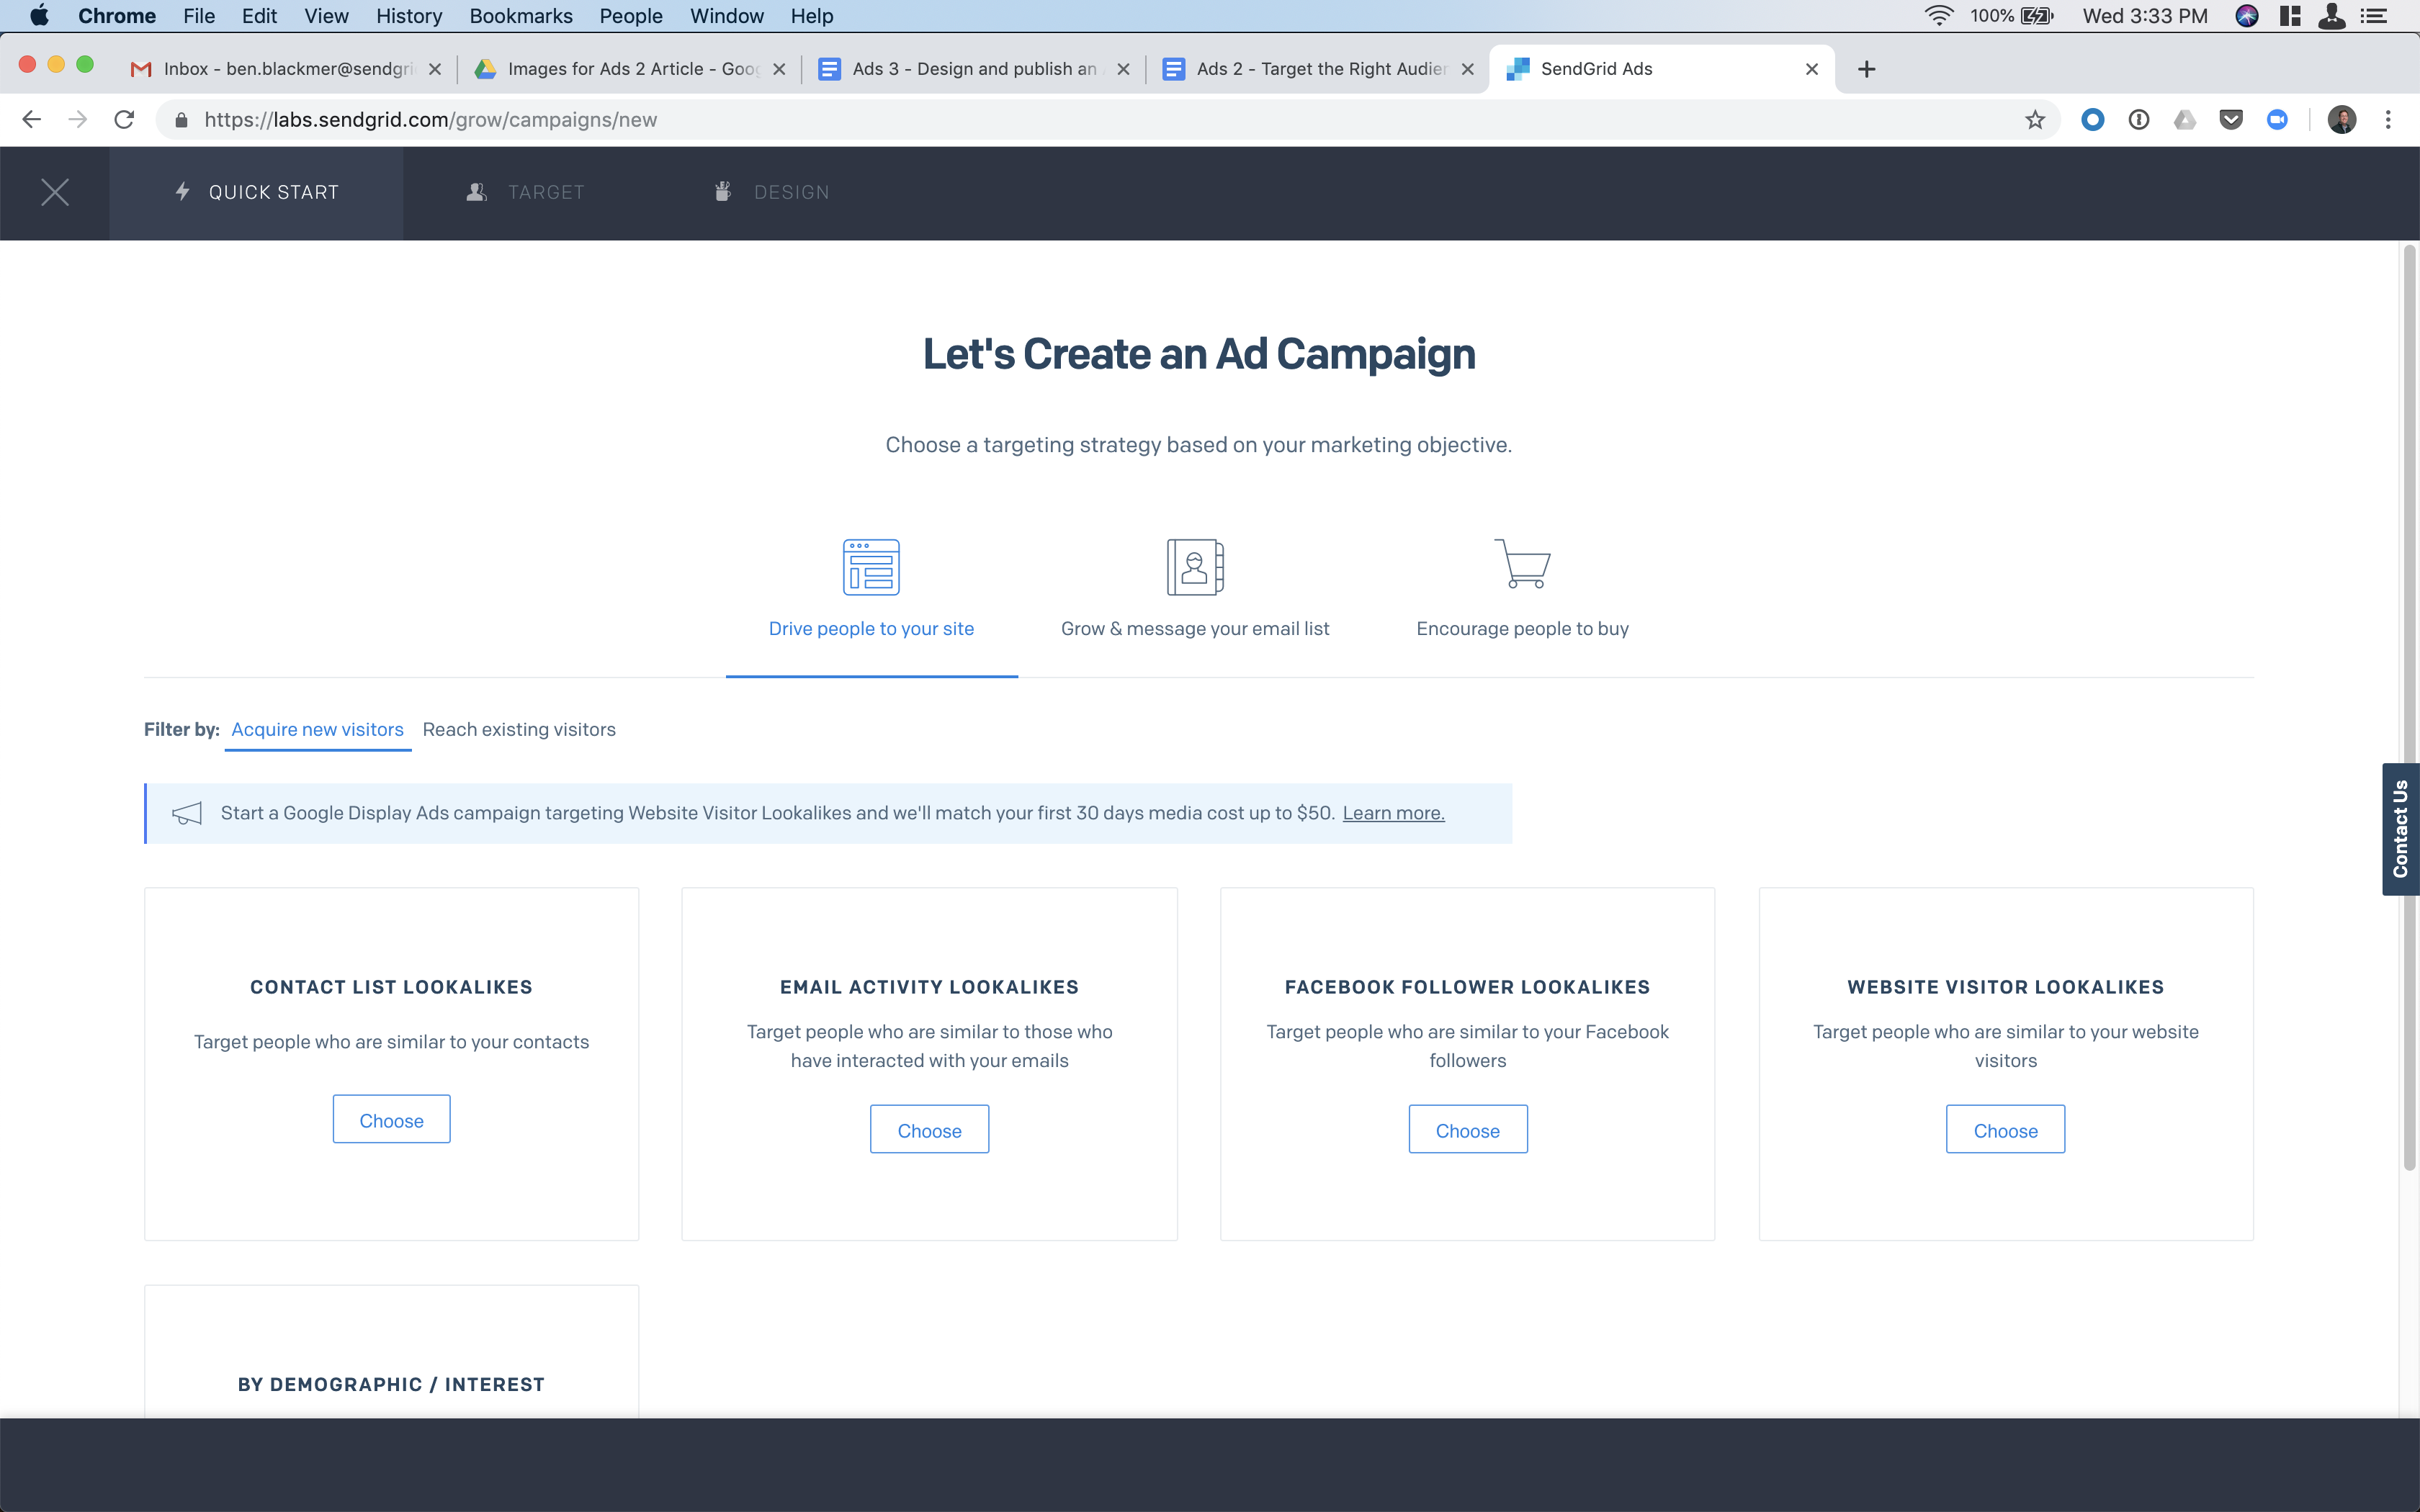 Chrome File Edit View History Bookmarks People Window Help 100% Wed 3:33 PM
Inbox - ben.blackmer@sendgri Images for Ads 2 Article - Goo Ads 3 - Design and publish an Ads 2 - Target the Right Audien SendGrid Ads
https://labs.sendgrid.com/grow/campaigns/new
QUICK START TARGET DESIGN
Let's Create an Ad Campaign
Choose a targeting strategy based on your marketing objective.
Drive people to your site Grow & message your email list Encourage people to buy
Filter by: Acquire new visitors Reach existing visitors
Start a Google Display Ads campaign targeting Website Visitor Lookalikes and we'll match your first 30 days media cost up to $50. Learn more.
Contact Us
CONTACT LIST LOOKALIKES
Target people who are similar to your contacts
Choose
EMAIL ACTIVITY LOOKALIKES
Target people who are similar to those who
have interacted with your emails
Choose
FACEBOOK FOLLOWER LOOKALIKES
Target people who are similar to your Facebook
followers
Choose
WEBSITE VISITOR LOOKALIKES
Target people who are similar to your website
visitors
Choose
BY DEMOGRAPHIC / INTEREST